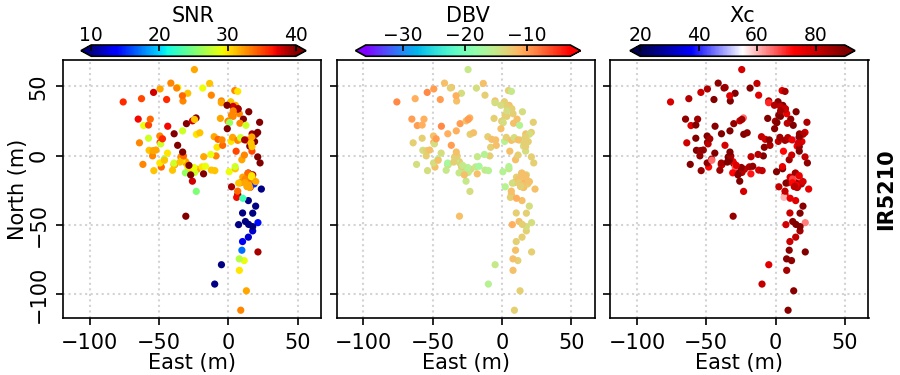 SNR DBV Xc
10 20 30 40 −30 −20 −10 20 40 60 80
50
0
−50
−100
North (m)
IR5210
−100 −50 0 50 −100 −50 0 50 −100 −50 0 50
East (m) East (m) East (m)